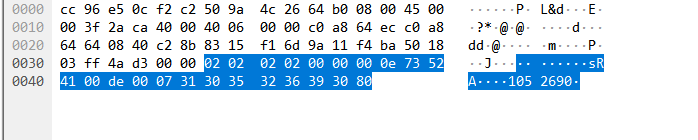 0000 cc 96 e5 0c f2 c2 50 9a 4c 26 64 b0 08 00 45 00 ······P· L&d···E·
0010 00 3f 2a ca 40 00 40 06 00 00 c0 a8 64 ec c0 a8 ·?*·@·@· ····d···
0020 64 64 08 40 c2 8b 83 15 f1 6d 9a 11 f4 ba 50 18 dd·@···· ·m····P·
0030 03 ff 4a d3 00 00 02 02 02 02 00 00 00 0e 73 52 ··J····· ······sR
0040 41 00 de 00 07 31 30 35 32 36 39 30 80 A····105 2690·